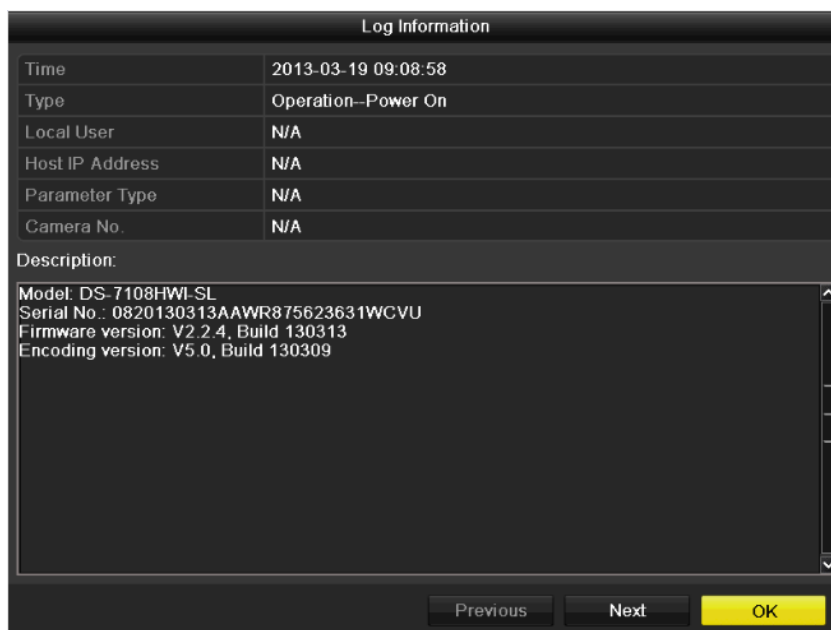 Log Information
Time 2013-03-19 09:08:58
Type Operation--Power On
Local User N/A
Host IP Address N/A
Parameter Type N/A
Camera No. N/A
Description:
Model: DS-7108HWI-SL
Serial No.: 0820130313AAWR875623631WCVU
Firmware version: V2.2.4, Build 130313
Encoding version: V5.0, Build 130309
Previous Next OK